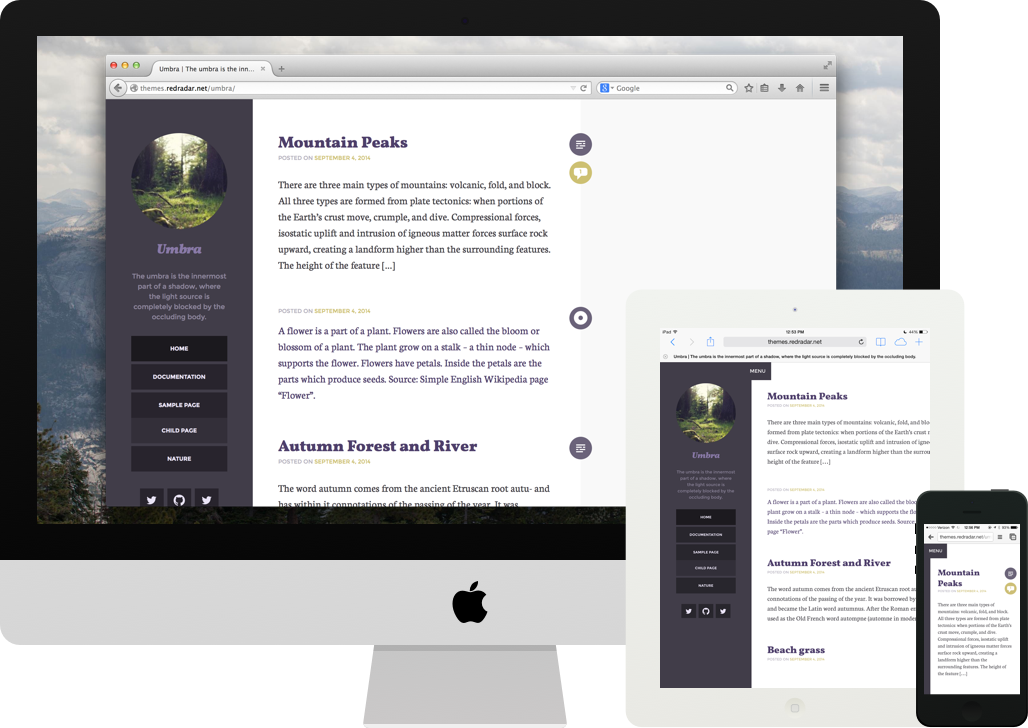 Umbra | The umbra is the inn...
themes.redradar.net/umbra/
Google
Umbra
The umbra is the innermost
part of a shadow, where
the light source is
completely blocked by the
occluding body.
HOME
DOCUMENTATION
SAMPLE PAGE
CHILD PAGE
NATURE
Mountain Peaks
POSTED ON SEPTEMBER 4, 2014
There are three main types of mountains: volcanic, fold, and block.
All three types are formed from plate tectonics: when portions of
the Earth's crust move, crumple, and dive. Compressional forces,
isostatic uplift and intrusion of igneous matter forces surface rock
upward, creating a landform higher than the surrounding features.
The height of the feature [...]
POSTED ON SEPTEMBER 4, 2014
A flower is a part of a plant. Flowers are also called the bloom or
blossom of a plant. The plant grow on a stalk – a thin node – which
supports the flower. Flowers have petals. Inside the petals are the
parts which produce seeds. Source: Simple English Wikipedia page
“Flower”.
Autumn Forest and River
POSTED ON SEPTEMBER 4, 2014
The word autumn comes from the ancient Etruscan root autu- and
has within it connotations of the passing of the year. It was
iPad
12:53 PM
44%
themes.redradar.net
Umbra | The umbra is the innermost part of a shadow, where the light source is completely blocked by the occluding body.
MENU
Umbra
The umbra is the innermost
part of a shadow, where
the light source is
completely blocked by the
occluding body.
HOME
DOCUMENTATION
SAMPLE PAGE
CHILD PAGE
NATURE
Mountain Peaks
POSTED ON SEPTEMBER 4, 2014
There are three main types of mountains: volcanic, fold, and bloc
formed from plate tectonics: when portions of the Earth's crust r
dive. Compressional forces, isostatic uplift and intrusion of igne
surface rock upward, creating a landform higher than the surrou
height of the feature [...]
POSTED ON SEPTEMBER 4, 2014
A flower is a part of a plant. Flowers are also called the bloo
plant grow on a stalk – a thin node – which supports the flow
Inside the petals are the parts which produce seeds. Source
page “Flower”.
Autumn Forest and River
POSTED ON SEPTEMBER 4, 2014
The word autumn comes from the ancient Etruscan root au
connotations of the passing of the year. It was borrowed by
and became the Latin word autumnus. After the Roman er
used as the Old French word autompne (automne in moder
Beach grass
POSTED ON SEPTEMBER 4, 2014
Verizon
12:56 PM
93%
themes.redradar.net/u
MENU
Mountain
Peaks
POSTED ON SEPTEMBER 4, 2014
There are three main types of
mountains: volcanic, fold, and block.
All three types are formed from plate
tectonics: when portions of the Earth's
crust move, crumple, and dive.
Compressional forces, isostatic uplift
and intrusion of igneous matter forces
surface rock upward, creating a
landform higher than the
surrounding features. The height of
the feature [...]